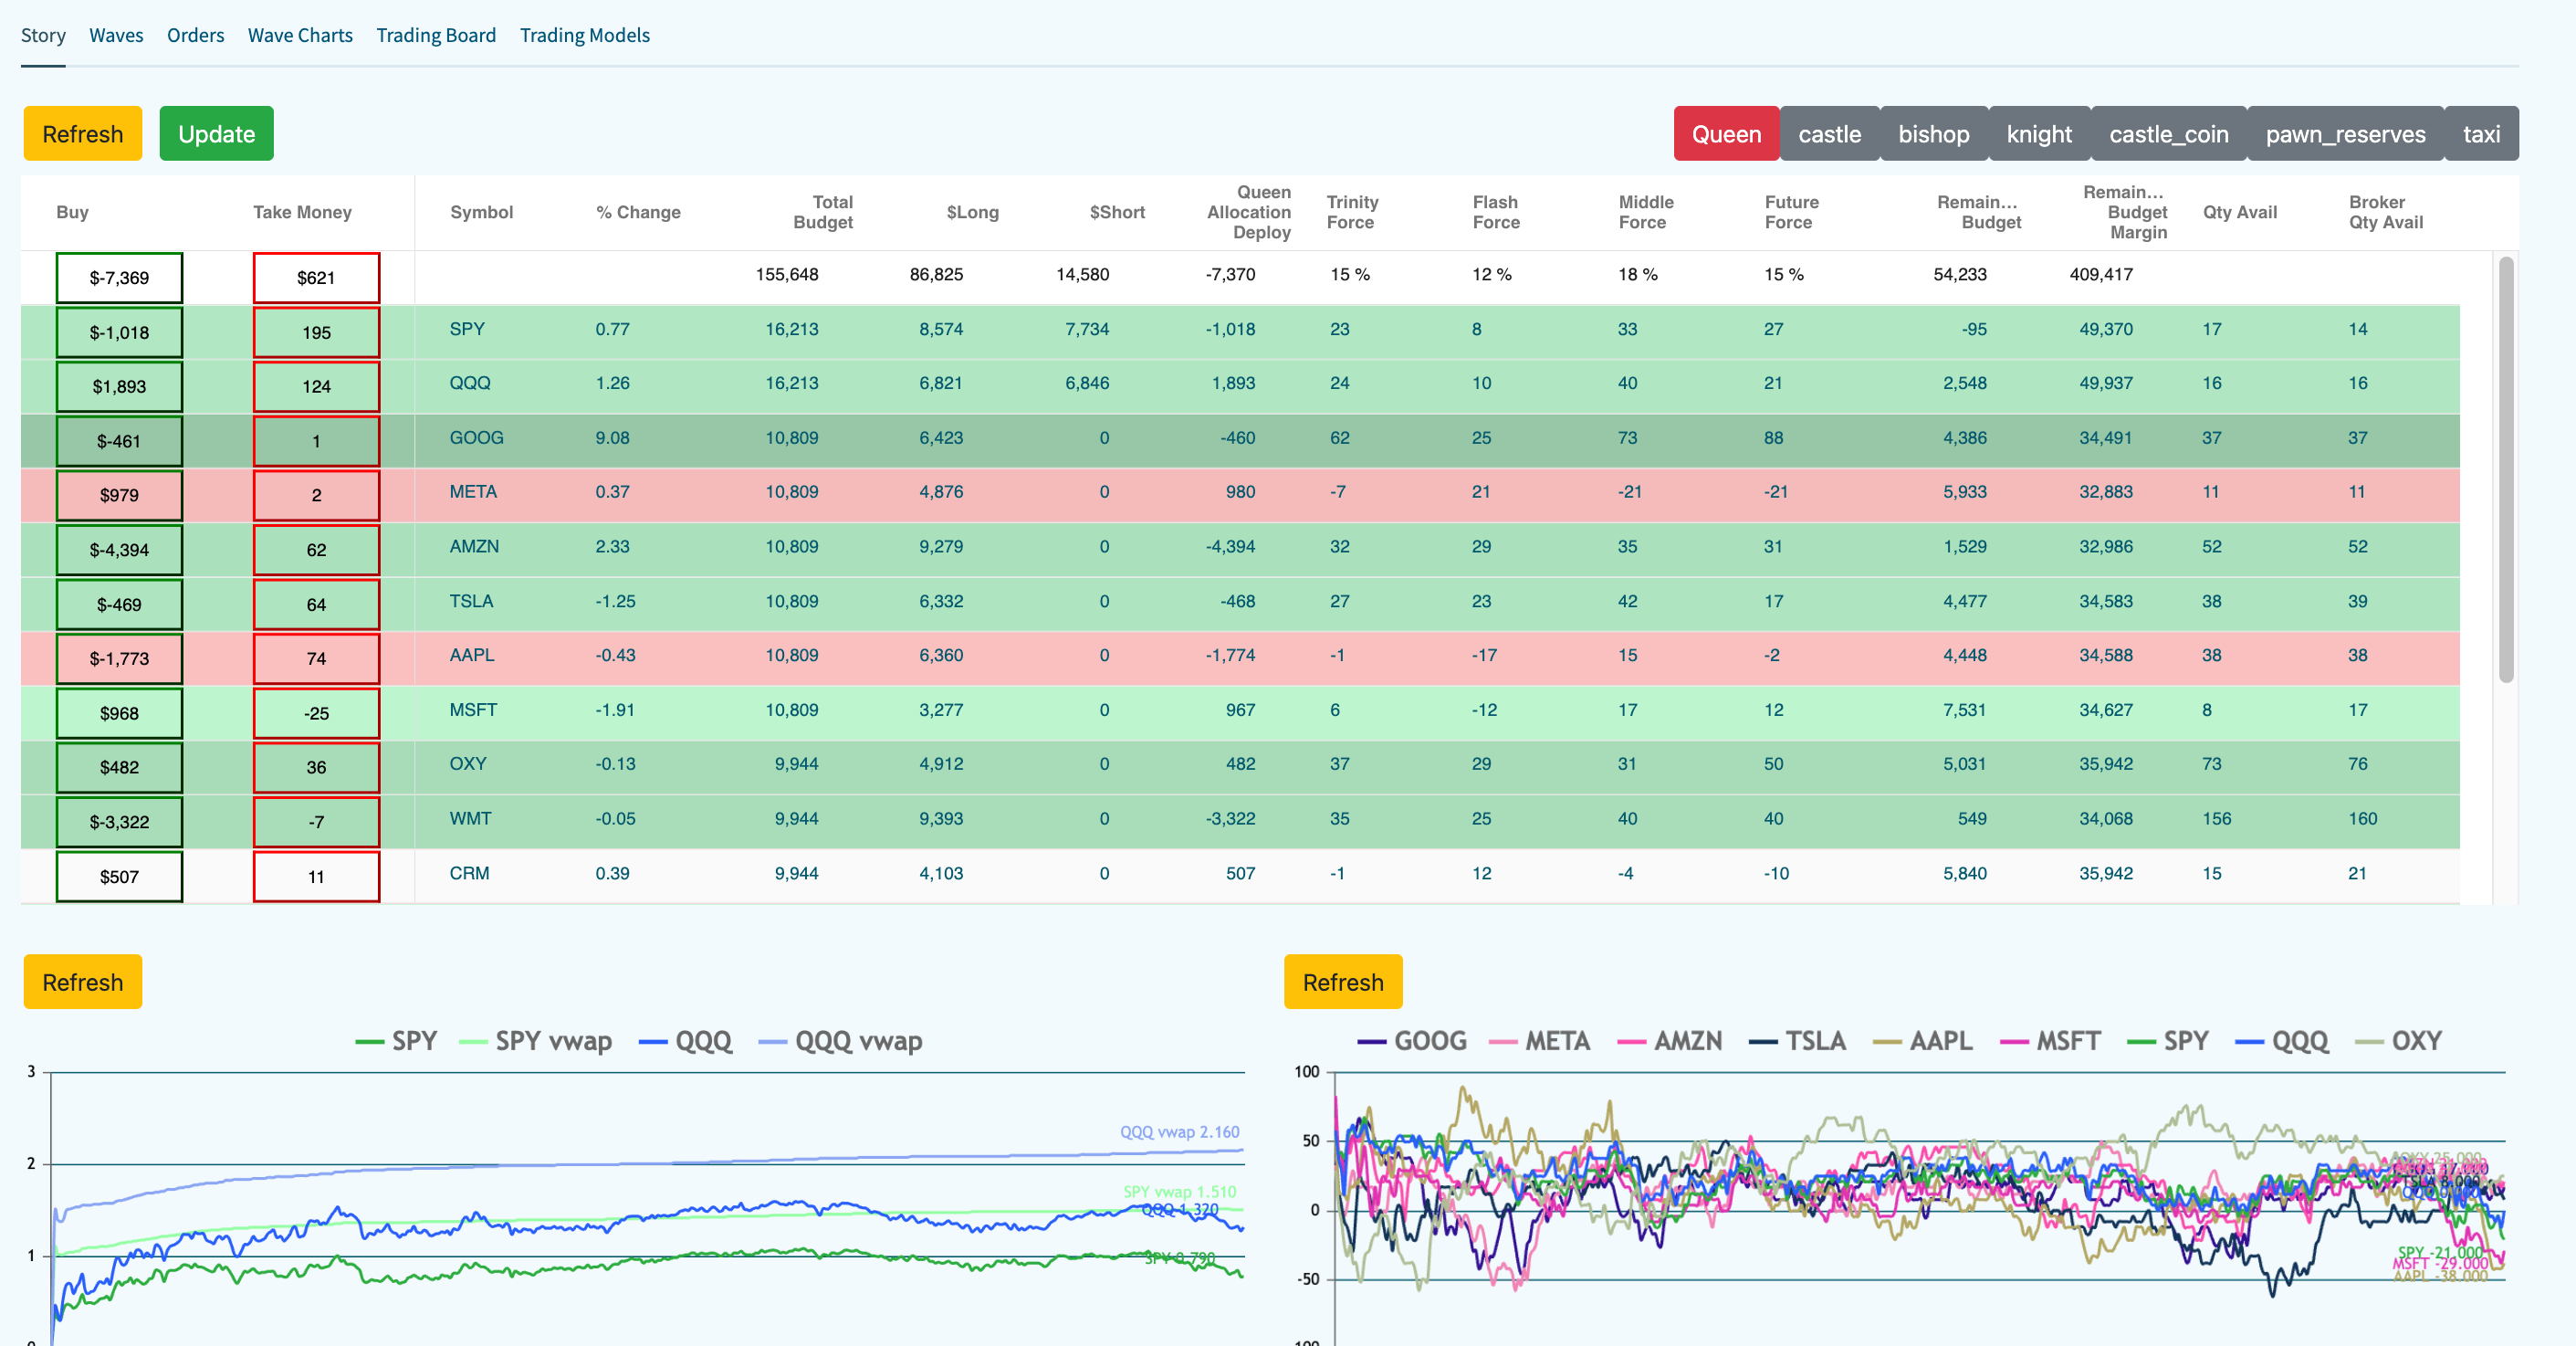 Story Waves Orders Wave Charts Trading Board Trading Models
Refresh Update Queen castle bishop knight castle_coin pawn_reserves taxi
Buy Take Money Symbol % Change Total Budget $Long $Short Queen Allocation Deploy Trinity Force Flash Force Middle Force Future Force Remain... Budget Remain... Budget Margin Qty Avail Broker Qty Avail
$-7,369 $621 155,648 86,825 14,580 -7,370 15 % 12 % 18 % 15 % 54,233 409,417
$-1,018 195 SPY 0.77 16,213 8,574 7,734 -1,018 23 8 33 27 -95 49,370 17 14
$1,893 124 QQQ 1.26 16,213 6,821 6,846 1,893 24 10 40 21 2,548 49,937 16 16
$-461 1 GOOG 9.08 10,809 6,423 0 -460 62 25 73 88 4,386 34,491 37 37
$979 2 META 0.37 10,809 4,876 0 980 -7 21 -21 -21 5,933 32,883 11 11
$-4,394 62 AMZN 2.33 10,809 9,279 0 -4,394 32 29 35 31 1,529 32,986 52 52
$-469 64 TSLA -1.25 10,809 6,332 0 -468 27 23 42 17 4,477 34,583 38 39
$-1,773 74 AAPL -0.43 10,809 6,360 0 -1,774 -1 -17 15 -2 4,448 34,588 38 38
$968 -25 MSFT -1.91 10,809 3,277 0 967 6 -12 17 12 7,531 34,627 8 17
$482 36 OXY -0.13 9,944 4,912 0 482 37 29 31 50 5,031 35,942 73 76
$-3,322 -7 WMT -0.05 9,944 9,393 0 -3,322 35 25 40 40 549 34,068 156 160
$507 11 CRM 0.39 9,944 4,103 0 507 -1 12 -4 -10 5,840 35,942 15 21
Refresh
SPY SPY vwap QQQ QQQ vwap
3
QQQ vwap 2.160
2
SPY vwap 1.510
QQQ 1.320
1
SPY 0.790
Refresh
GOOG META AMZN TSLA AAPL MSFT SPY QQQ OXY
100
50
0
TSLA 8.000
SPY -21.000
MSFT -29.000
-50
AAPL -38.000